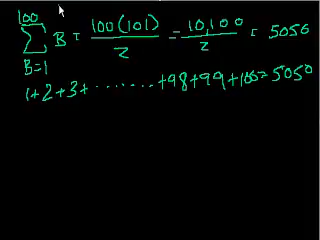 100
∑ B = 100(101)/2 = 10,100/2 = 5050
B=1
1+2+3+........+98+99+100=5050